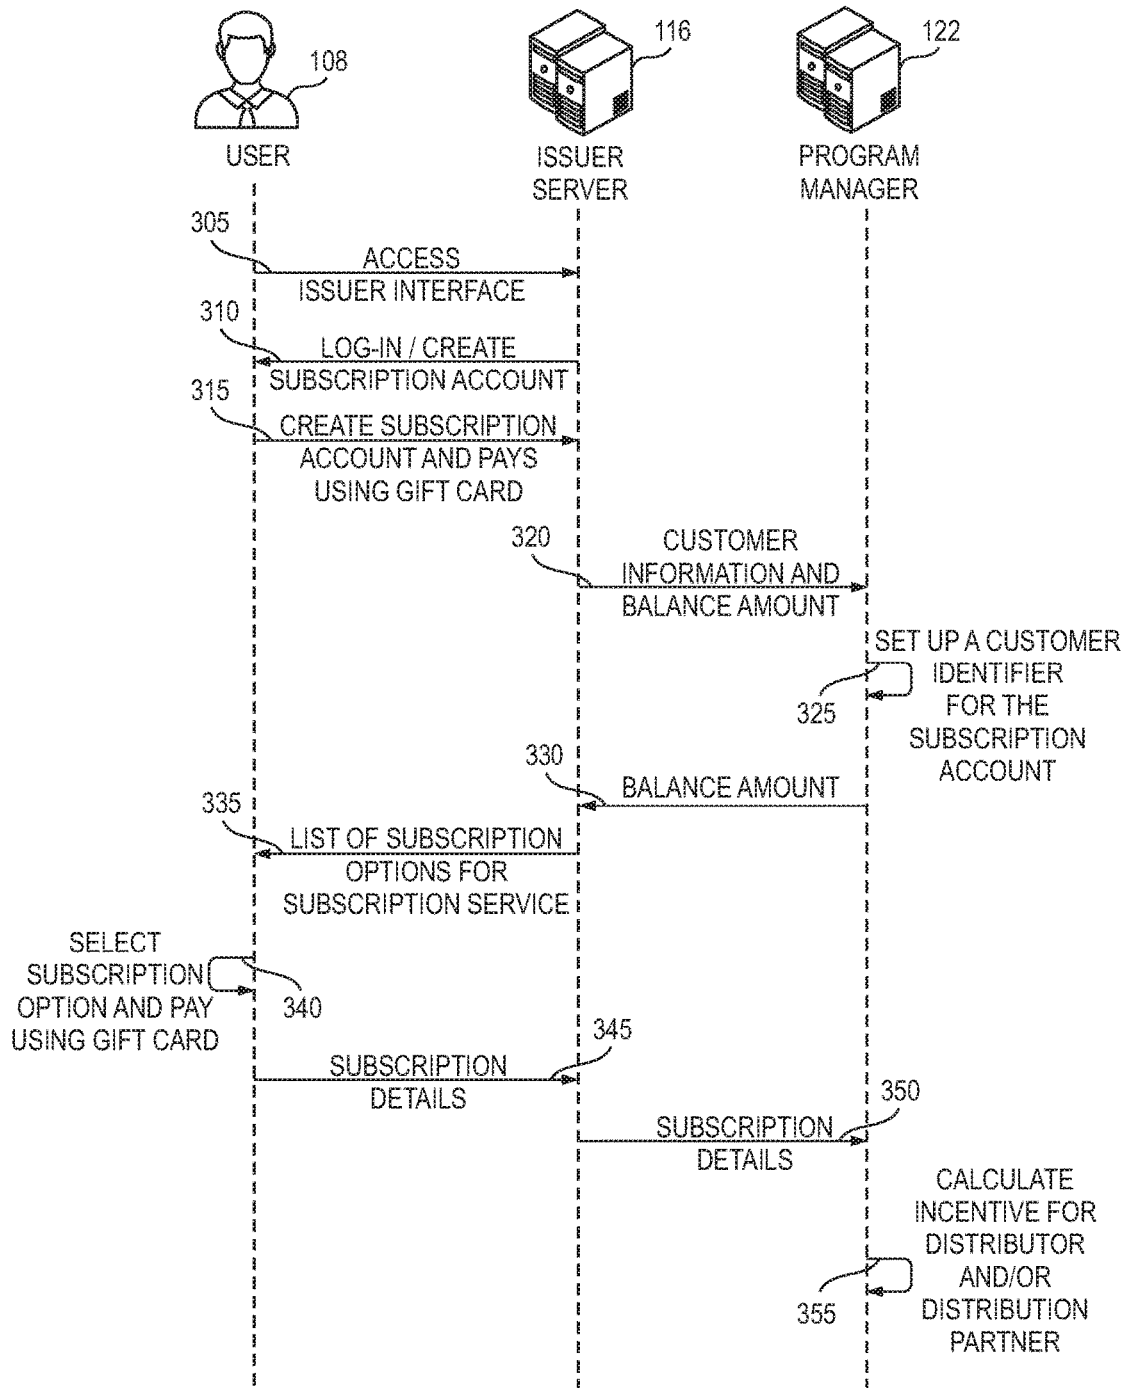 108
116
122
USER
ISSUER
SERVER
PROGRAM
MANAGER
305
ACCESS
ISSUER INTERFACE
310
LOG-IN / CREATE
SUBSCRIPTION ACCOUNT
315
CREATE SUBSCRIPTION
ACCOUNT AND PAYS
USING GIFT CARD
320
CUSTOMER
INFORMATION AND
BALANCE AMOUNT
SET UP A CUSTOMER
IDENTIFIER
FOR THE
SUBSCRIPTION
ACCOUNT
325
330
BALANCE AMOUNT
335
LIST OF SUBSCRIPTION
OPTIONS FOR
SUBSCRIPTION SERVICE
SELECT
SUBSCRIPTION
OPTION AND PAY
USING GIFT CARD
340
345
SUBSCRIPTION
DETAILS
350
SUBSCRIPTION
DETAILS
CALCULATE
INCENTIVE FOR
DISTRIBUTOR
AND/OR
DISTRIBUTION
PARTNER
355